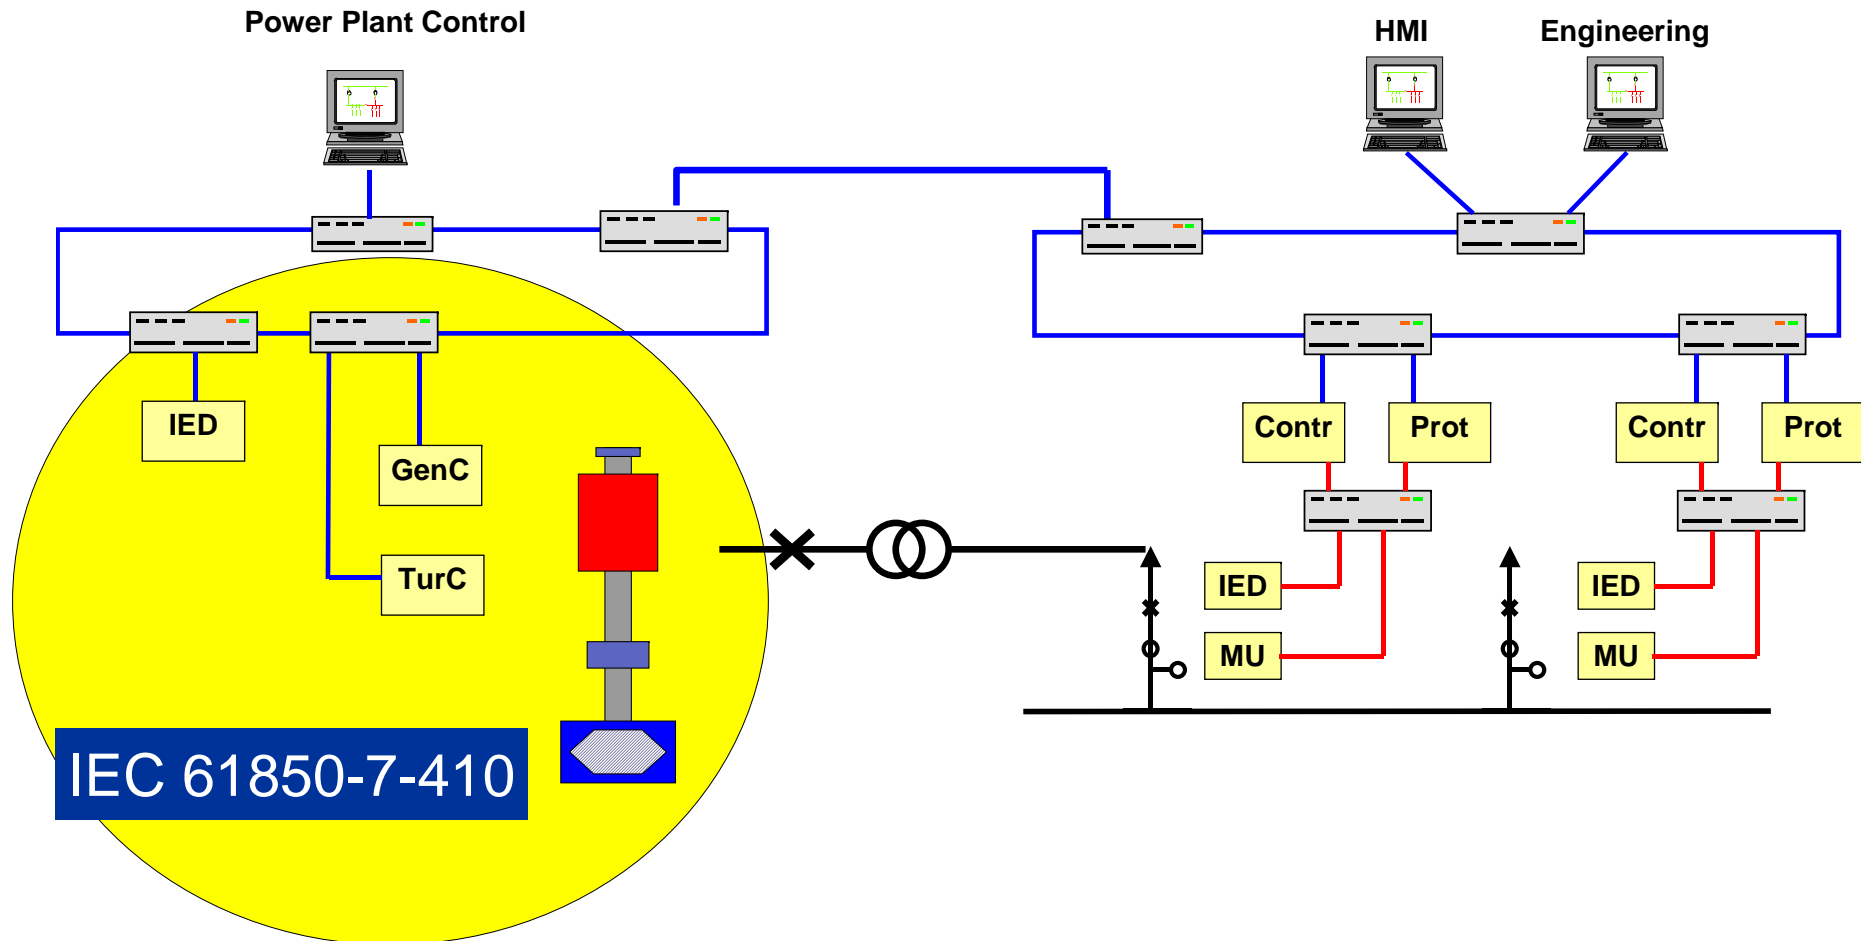 Power Plant Control
HMI
Engineering
IED
GenC
TurC
IEC 61850-7-410
Contr
Prot
Contr
Prot
IED
IED
MU
MU